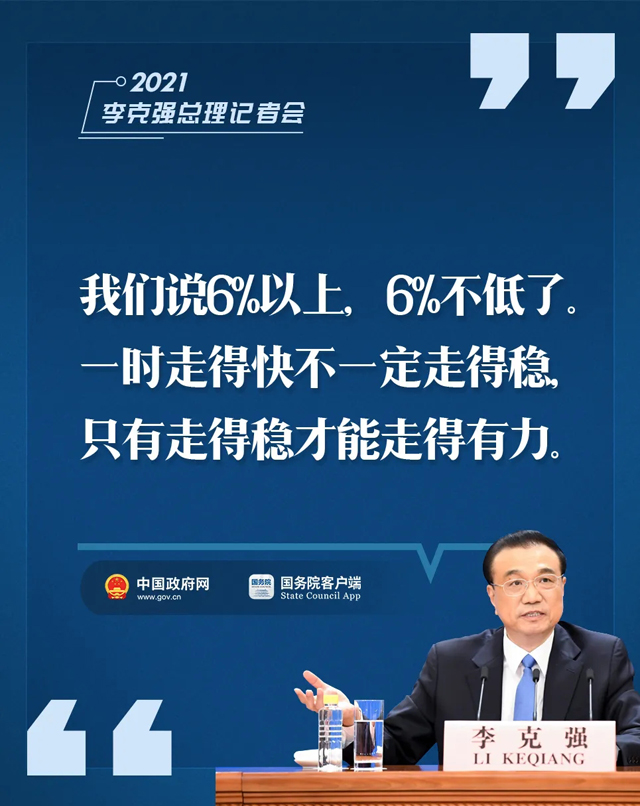 2021
李克强总理记者会
我们说6%以上，6%不低了。
一时走得快不一定走得稳，
只有走得稳才能走得有力。
中国政府网
www.gov.cn
国务院
国务院客户端
State Council App
李克强
LI KEQIANG